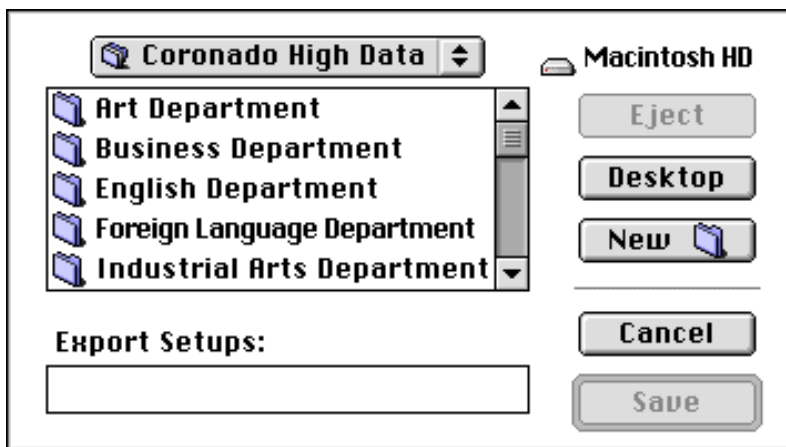 Coronado High Data
Macintosh HD
Art Department
Business Department
English Department
Foreign Language Department
Industrial Arts Department
Eject
Desktop
New
Export Setups:
Cancel
Save